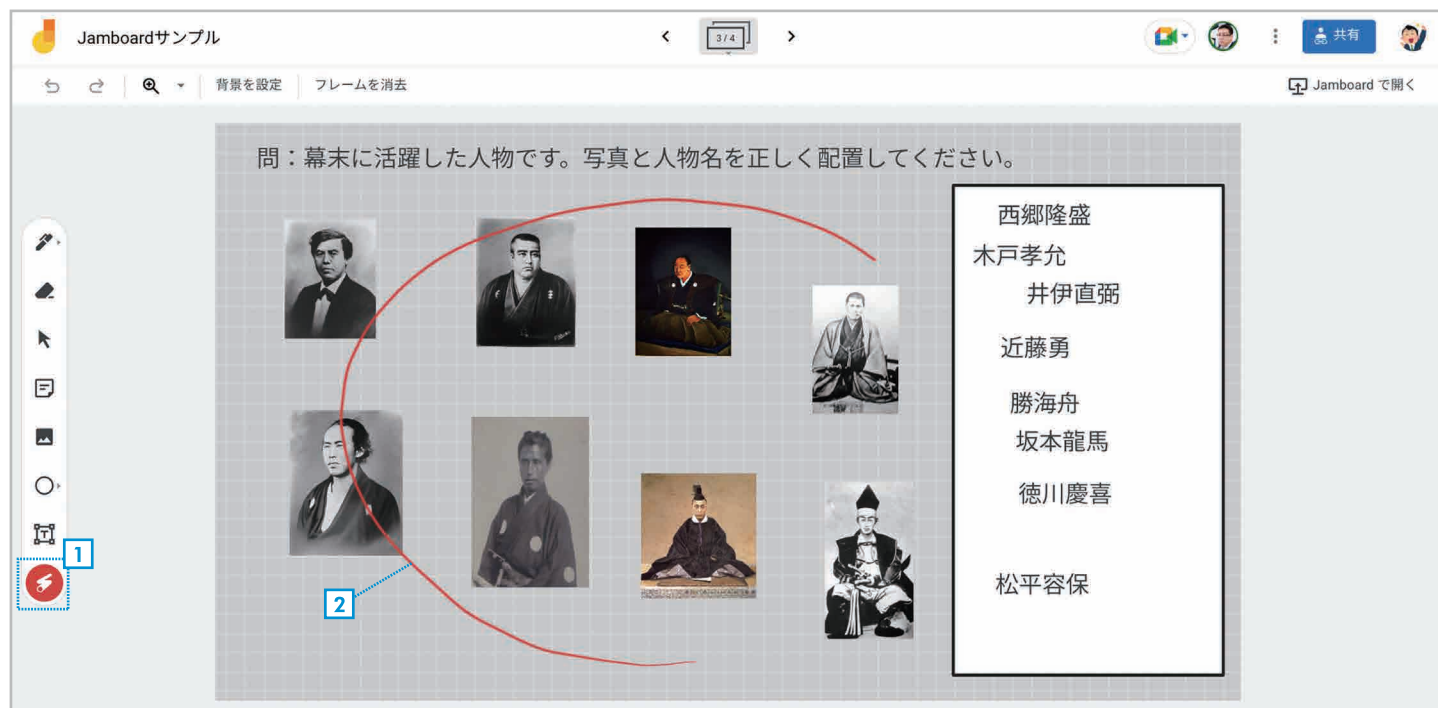 Jamboardサンプル
3 / 4
共有
背景を設定
フレームを消去
Jamboard で開く
問：幕末に活躍した人物です。写真と人物名を正しく配置してください。
西郷隆盛
木戸孝允
井伊直弼
近藤勇
勝海舟
坂本龍馬
徳川慶喜
松平容保
1
2